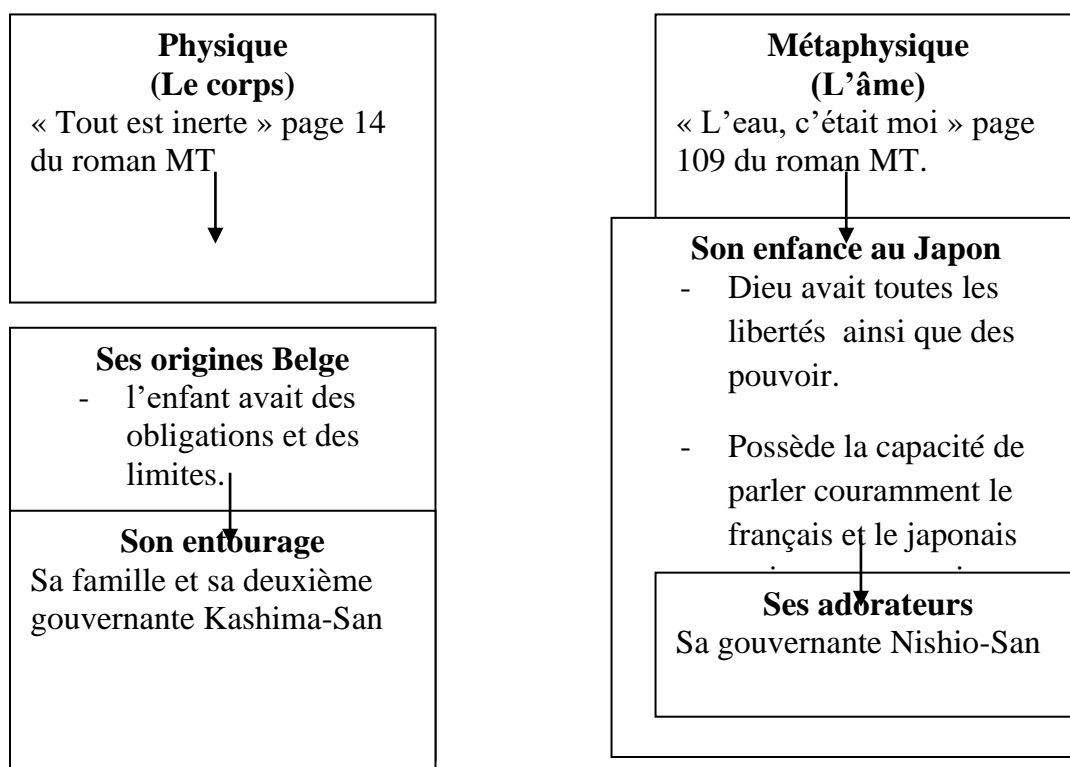 Physique
(Le corps)
« Tout est inerte » page 14
du roman MT
Ses origines Belge
- l’enfant avait des
obligations et des
limites.
Son entourage
Sa famille et sa deuxième
gouvernante Kashima-San
Métaphysique
(L’âme)
« L’eau, c’était moi » page
109 du roman MT.
Son enfance au Japon
- Dieu avait toutes les
libertés ainsi que des
pouvoir.
- Possède la capacité de
parler couramment le
français et le japonais
Ses adorateurs
Sa gouvernante Nishio-San